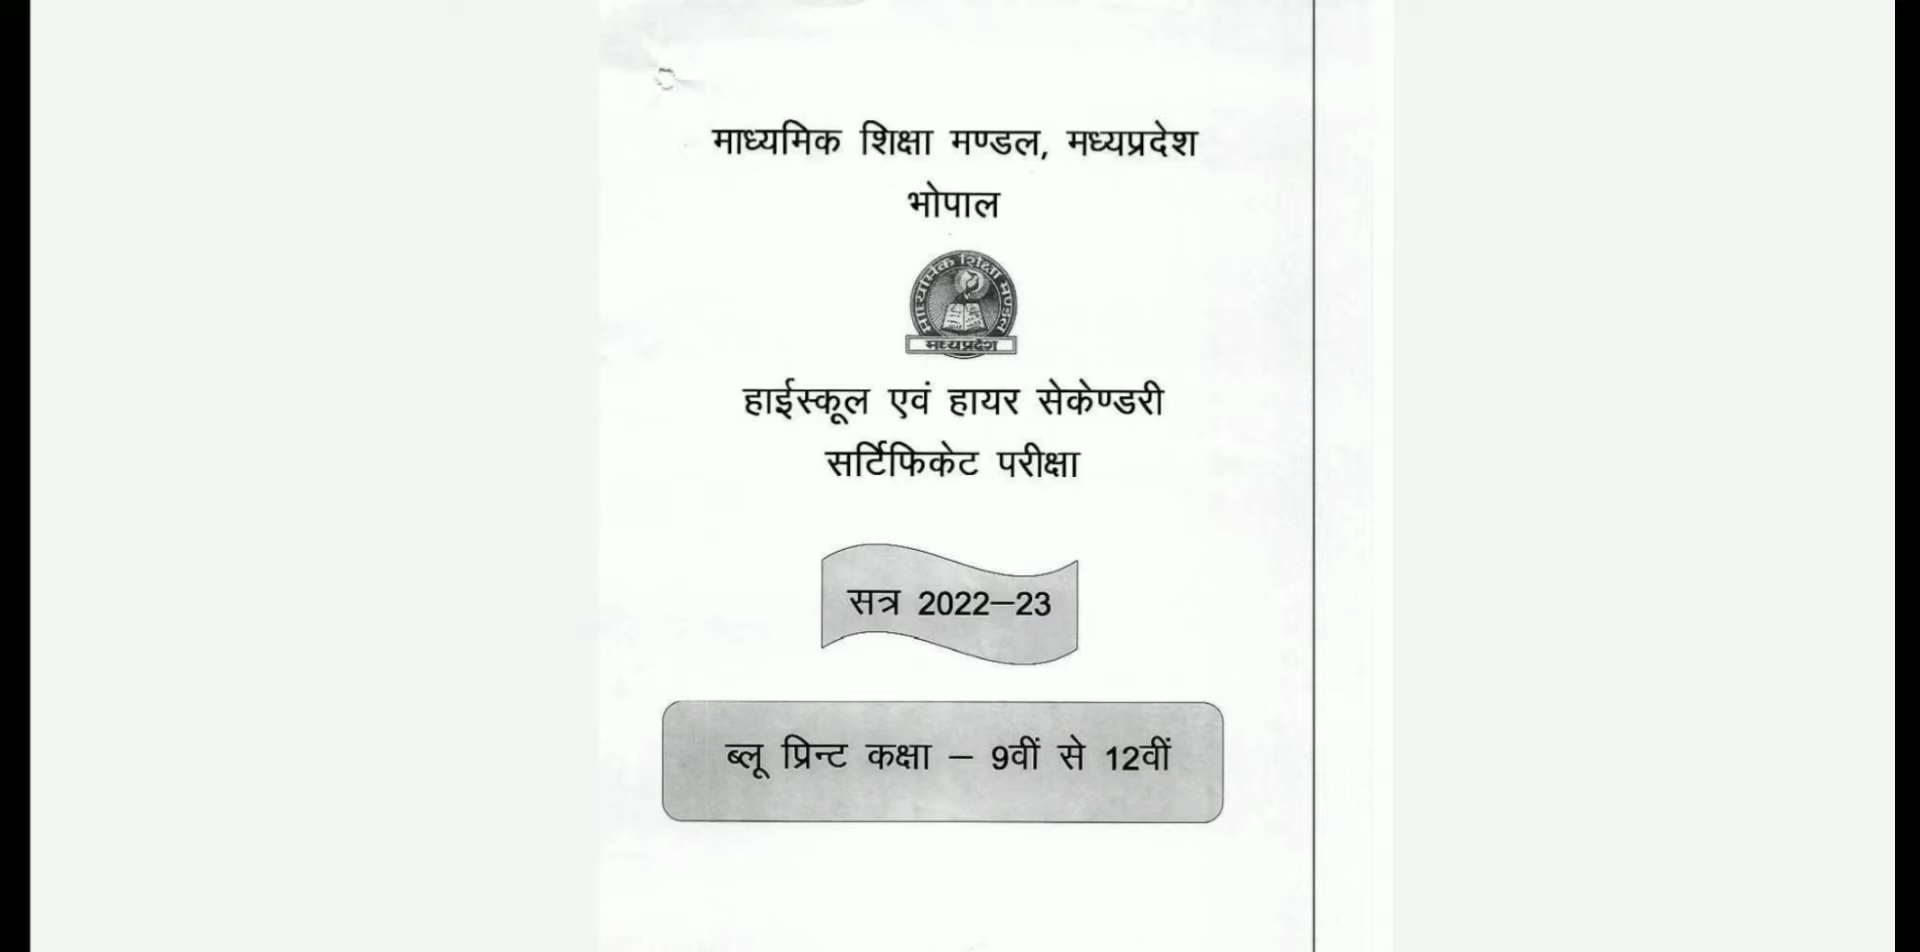 माध्यमिक शिक्षा मण्डल, मध्यप्रदेश
भोपाल
माध्यमिक शिक्षा मण्डल
मध्यप्रदेश
हाईस्कूल एवं हायर सेकेण्डरी
सर्टिफिकेट परीक्षा
सत्र 2022–23
ब्लू प्रिन्ट कक्षा – 9वीं से 12वीं